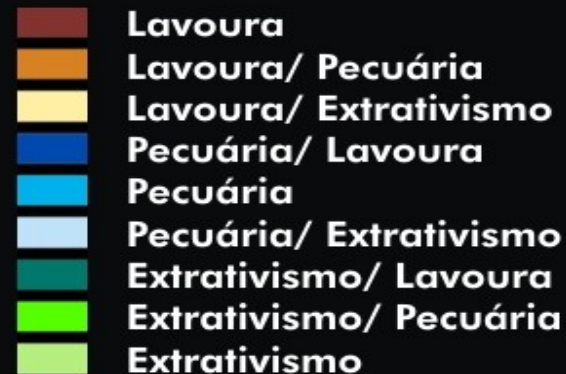 Lavoura
Lavoura/ Pecuária
Lavoura/ Extrativismo
Pecuária/ Lavoura
Pecuária
Pecuária/ Extrativismo
Extrativismo/ Lavoura
Extrativismo/ Pecuária
Extrativismo